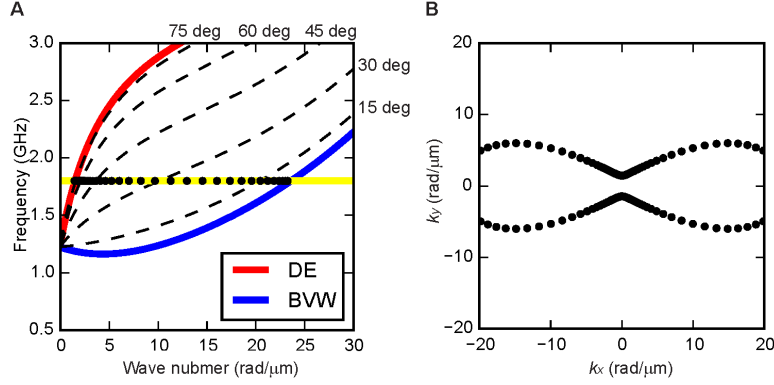 A
75 deg 60 deg 45 deg
30 deg
15 deg
3.0
2.5
2.0
1.5
1.0
0.5
Frequency (GHz)
DE
BVW
0 5 10 15 20 25 30
Wave nubmer (rad/μm)
B
20
10
0
−10
−20
ky (rad/μm)
−20 −10 0 10 20
kx (rad/μm)